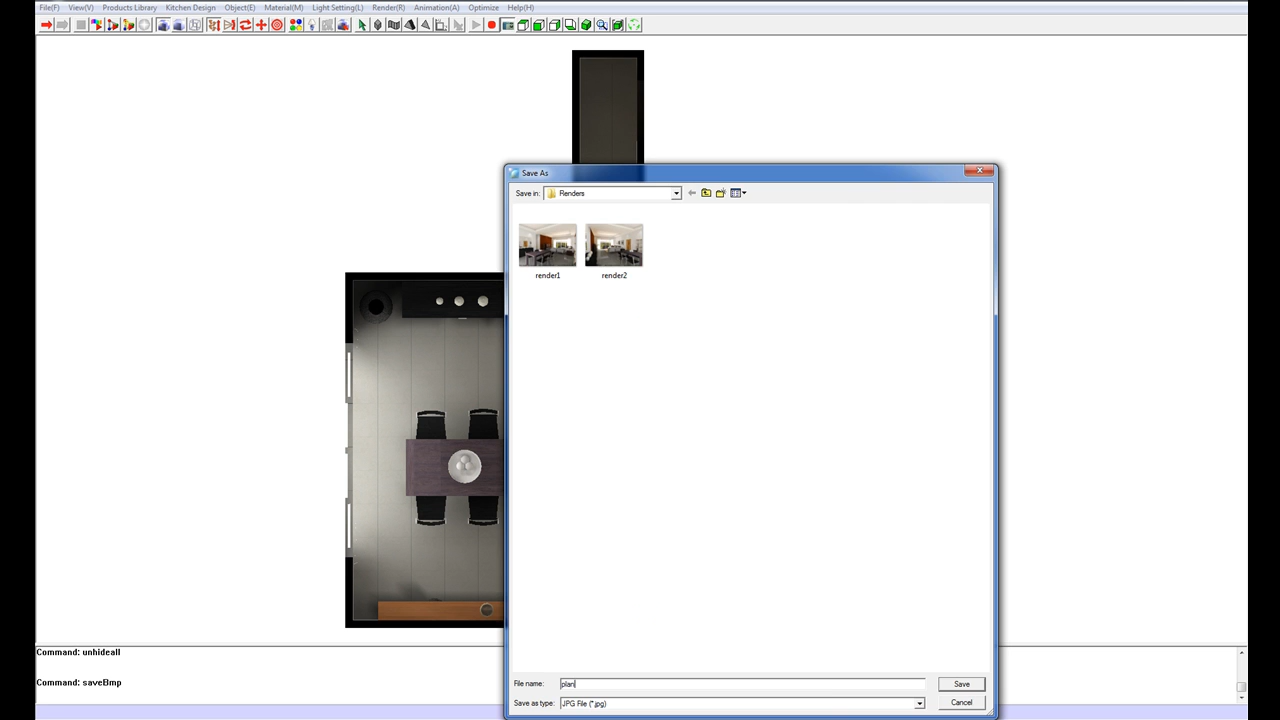 File(F) View(V) Products Library Kitchen Design Object(E) Material(M) Light Setting(L) Render(R) Animation(A) Optimize Help(H)
Save As
Save in: Renders
render1 render2
Command: unhideall
Command: saveBmp
File name: plan Save
Save as type: JPG File (*.jpg) Cancel